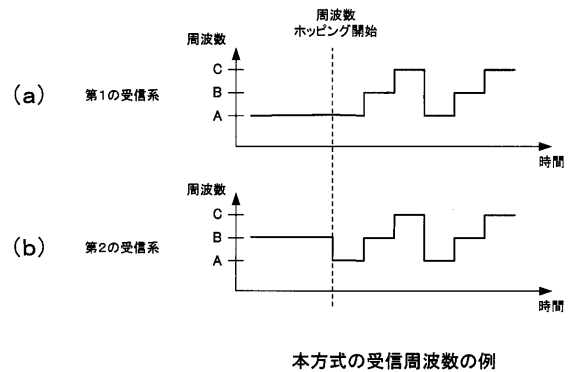 周波数
ホッピング開始
周波数
(a)
第1の受信系
C
B
A
時間
周波数
(b)
第2の受信系
C
B
A
時間
本方式の受信周波数の例